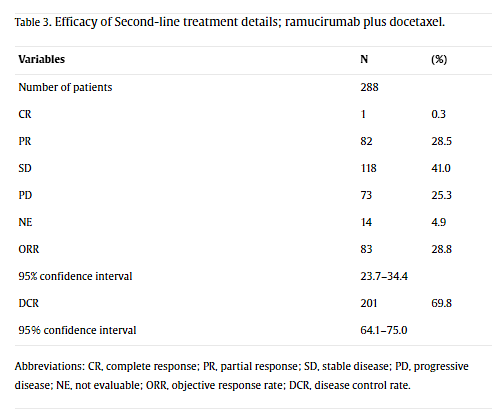 Table 3. Efficacy of Second-line treatment details; ramucirumab plus docetaxel.
Variables N (%)
Number of patients 288
CR 1 0.3
PR 82 28.5
SD 118 41.0
PD 73 25.3
NE 14 4.9
ORR 83 28.8
95% confidence interval 23.7–34.4
DCR 201 69.8
95% confidence interval 64.1–75.0
Abbreviations: CR, complete response; PR, partial response; SD, stable disease; PD, progressive
disease; NE, not evaluable; ORR, objective response rate; DCR, disease control rate.